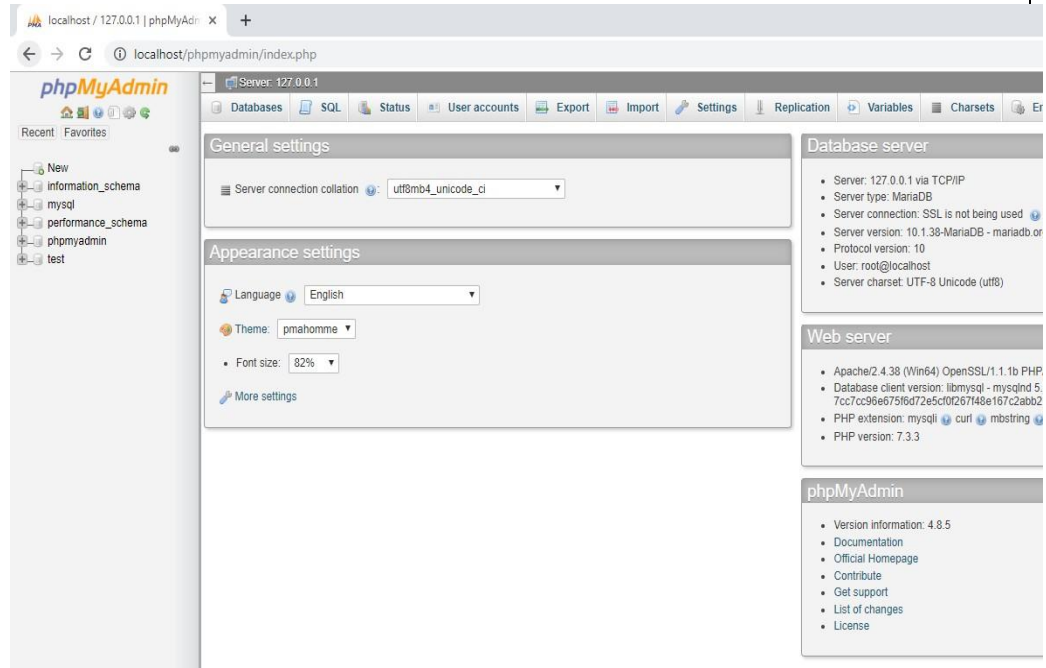 localhost / 127.0.0.1 | phpMyAdm
localhost/phpmyadmin/index.php
phpMyAdmin
Recent Favorites
New
information_schema
mysql
performance_schema
phpmyadmin
test
Server: 127.0.0.1
Databases SQL Status User accounts Export Import Settings Replication Variables Charsets En
General settings
Server connection collation : utf8mb4_unicode_ci
Appearance settings
Language English
Theme: pmahomme
Font size: 82%
More settings
Database server
Server: 127.0.0.1 via TCP/IP
Server type: MariaDB
Server connection: SSL is not being used
Server version: 10.1.38-MariaDB - mariadb.or
Protocol version: 10
User: root@localhost
Server charset: UTF-8 Unicode (utf8)
Web server
Apache/2.4.38 (Win64) OpenSSL/1.1.1b PHP/
Database client version: libmysql - mysqlnd 5.
7cc7cc96e675f6d72e5cf0f267f48e167c2abb2
PHP extension: mysqli curl mbstring
PHP version: 7.3.3
phpMyAdmin
Version information: 4.8.5
Documentation
Official Homepage
Contribute
Get support
List of changes
License